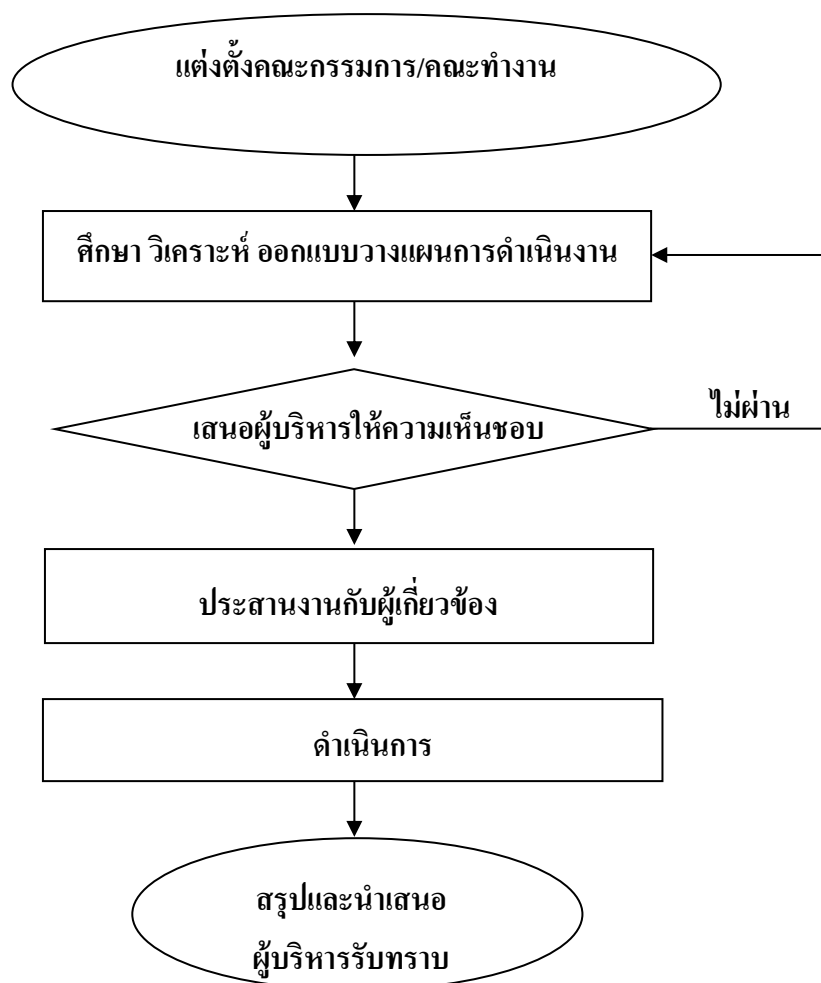 แต่งตั้งคณะกรรมการ/คณะทำงาน
ศึกษา วิเคราะห์ ออกแบบวางแผนการดำเนินงาน
ไม่ผ่าน
เสนอผู้บริหารให้ความเห็นชอบ
ประสานงานกับผู้เกี่ยวข้อง
ดำเนินการ
สรุปและนำเสนอ
ผู้บริหารรับทราบ